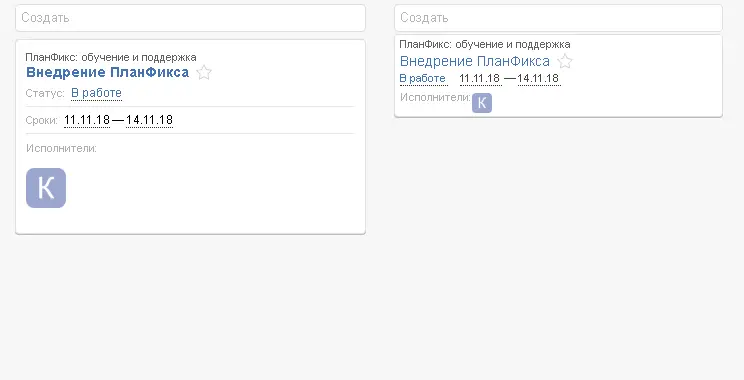 Создать
ПланФикс: обучение и поддержка
Внедрение ПланФикса
Статус: В работе
Сроки: 11.11.18 — 14.11.18
Исполнители:
К
Создать
ПланФикс: обучение и поддержка
Внедрение ПланФикса
В работе 11.11.18 — 14.11.18
Исполнители: К